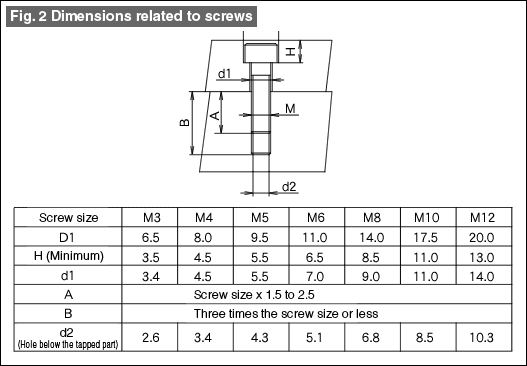 Fig. 2 Dimensions related to screws
H
d1
B
A
M
d2
Screw size M3 M4 M5 M6 M8 M10 M12
D1 6.5 8.0 9.5 11.0 14.0 17.5 20.0
H (Minimum) 3.5 4.5 5.5 6.5 8.5 11.0 13.0
d1 3.4 4.5 5.5 7.0 9.0 11.0 14.0
A Screw size x 1.5 to 2.5
B Three times the screw size or less
d2 2.6 3.4 4.3 5.1 6.8 8.5 10.3
(Hole below the tapped part)